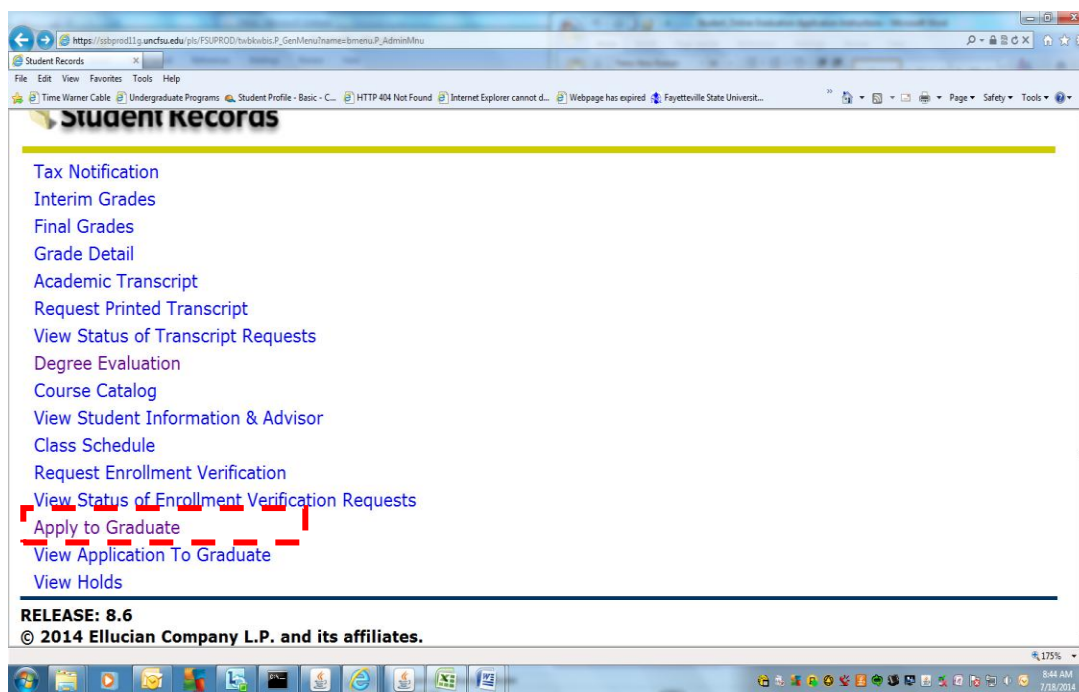 https://ssbprod11g.uncfsu.edu/pls/FSUPROD/twbkwbis.P_GenMenu?name=bmenu.P_AdminMnu
Student Records
File Edit View Favorites Tools Help
Time Warner Cable Undergraduate Programs Student Profile - Basic - C... HTTP 404 Not Found Internet Explorer cannot d... Webpage has expired Fayetteville State Universit... Page Safety Tools
Student Records
Tax Notification
Interim Grades
Final Grades
Grade Detail
Academic Transcript
Request Printed Transcript
View Status of Transcript Requests
Degree Evaluation
Course Catalog
View Student Information & Advisor
Class Schedule
Request Enrollment Verification
View Status of Enrollment Verification Requests
Apply to Graduate
View Application To Graduate
View Holds
RELEASE: 8.6
© 2014 Ellucian Company L.P. and its affiliates.
175%
8:44 AM
7/18/2014